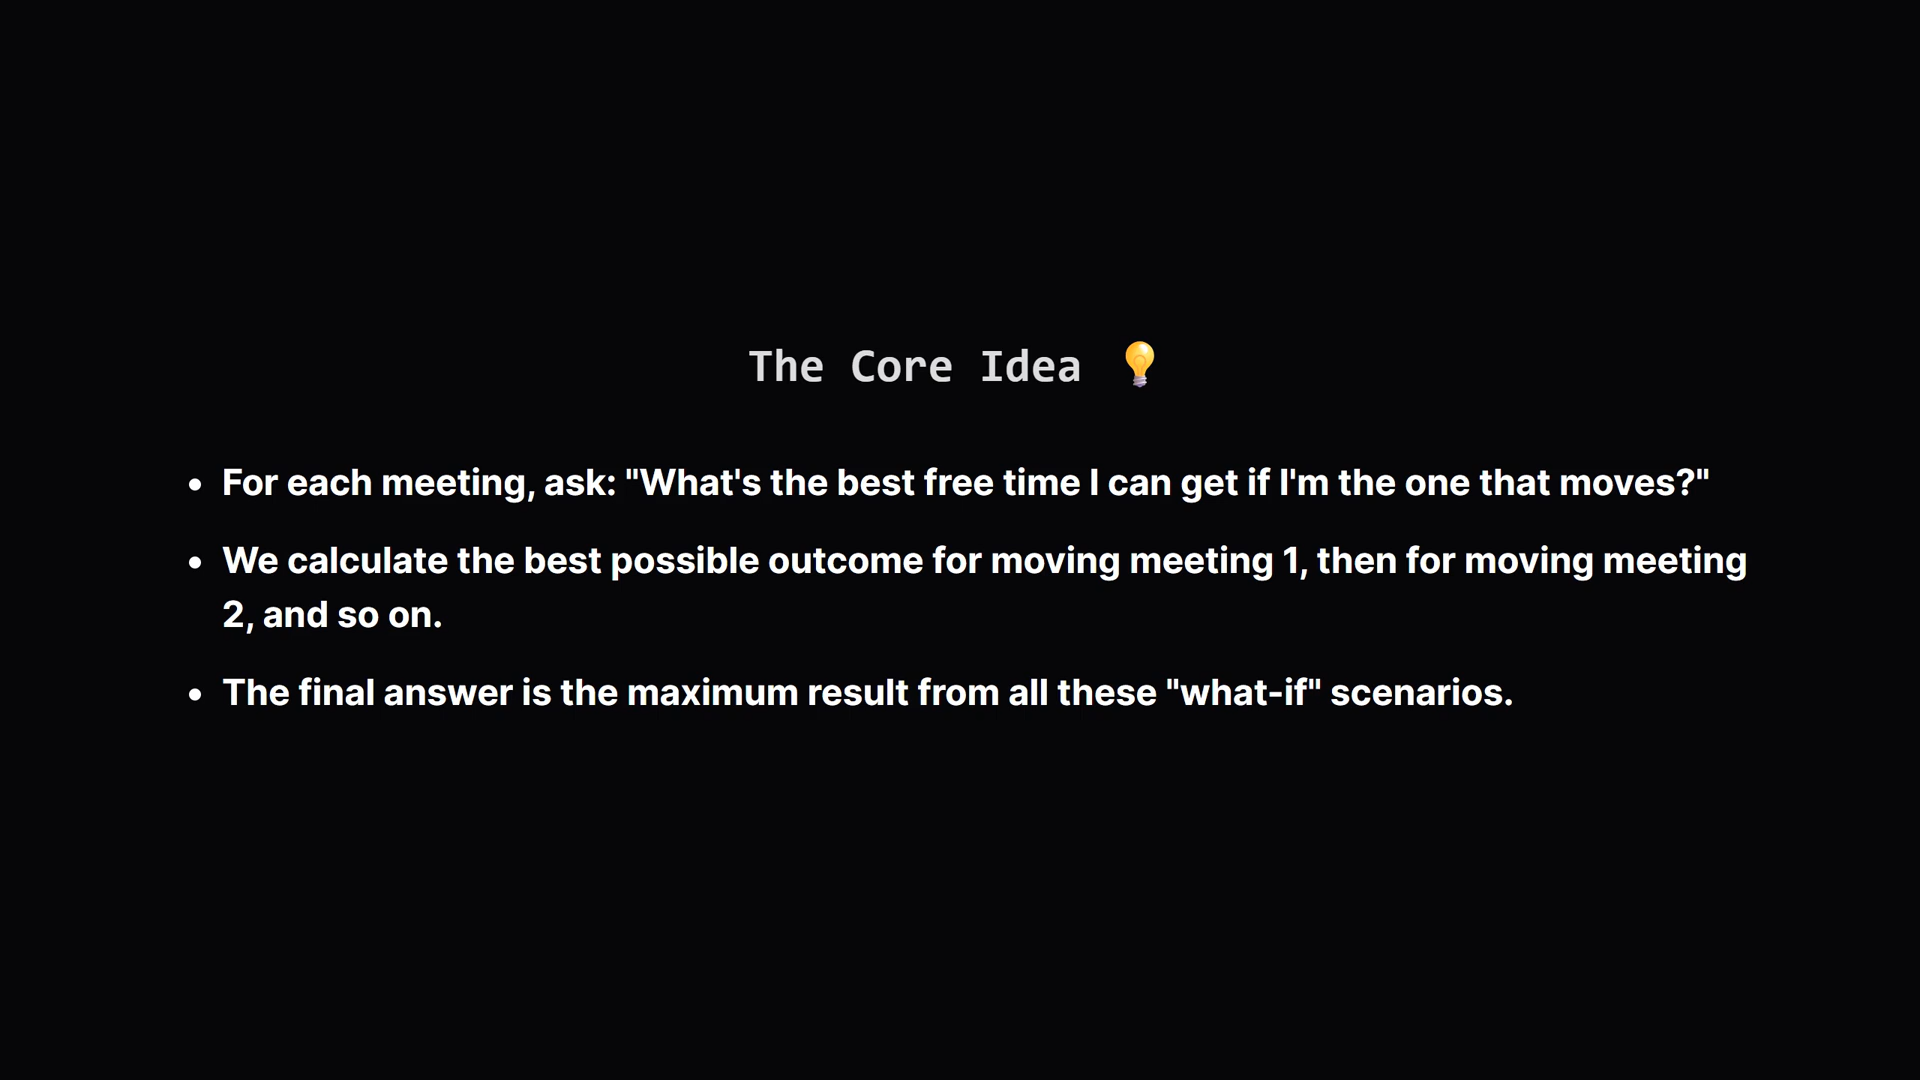 The Core Idea 💡
• For each meeting, ask: "What's the best free time I can get if I'm the one that moves?"
• We calculate the best possible outcome for moving meeting 1, then for moving meeting
2, and so on.
• The final answer is the maximum result from all these "what-if" scenarios.